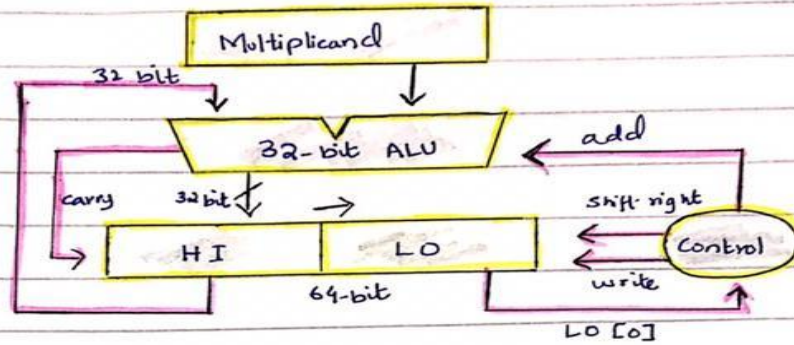 Multiplicand
32 bit
32-bit ALU
add
carry
32 bit
shift-right
HI
LO
Control
64-bit
write
LO [0]